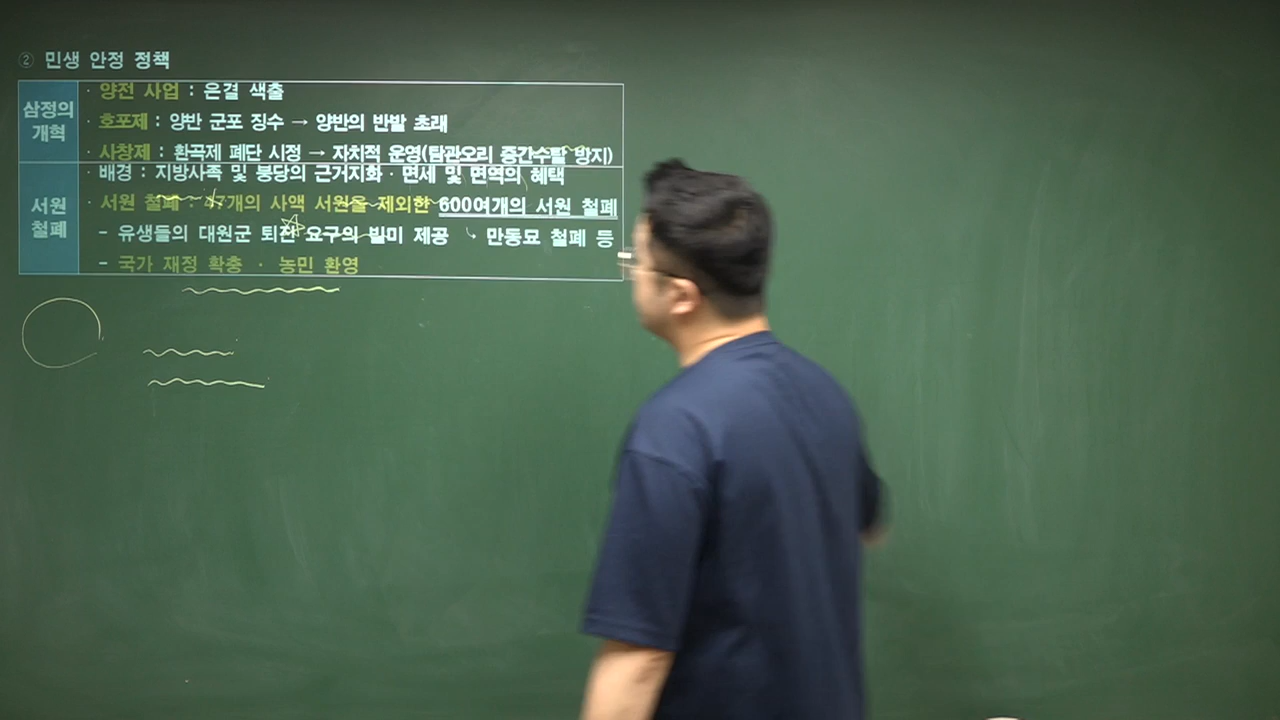 ② 민생 안정 정책
삼정의 개혁
· 양전 사업 : 은결 색출
· 호포제 : 양반 군포 징수 → 양반의 반발 초래
· 사창제 : 환곡제 폐단 시정 → 자치적 운영(탐관오리 중간수탈 방지)
서원 철폐
· 배경 : 지방사족 및 붕당의 근거지화 · 면세 및 면역의 혜택
· 서원 철폐 : 47개의 사액 서원을 제외한 600여개의 서원 철폐
- 유생들의 대원군 퇴진 요구의 빌미 제공 만동묘 철폐 등
- 국가 재정 확충 · 농민 환영